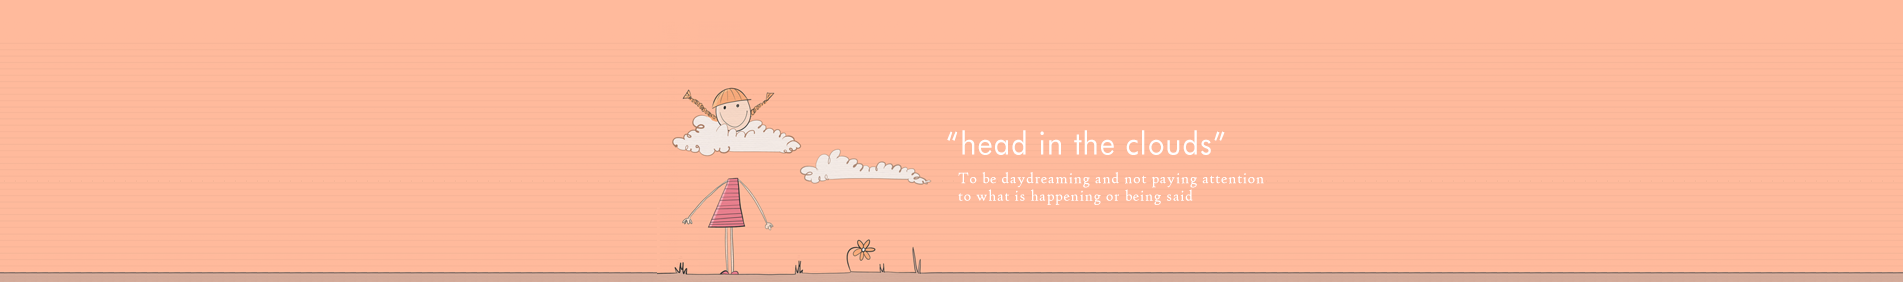 “head in the clouds”
To be daydreaming and not paying attention
to what is happening or being said